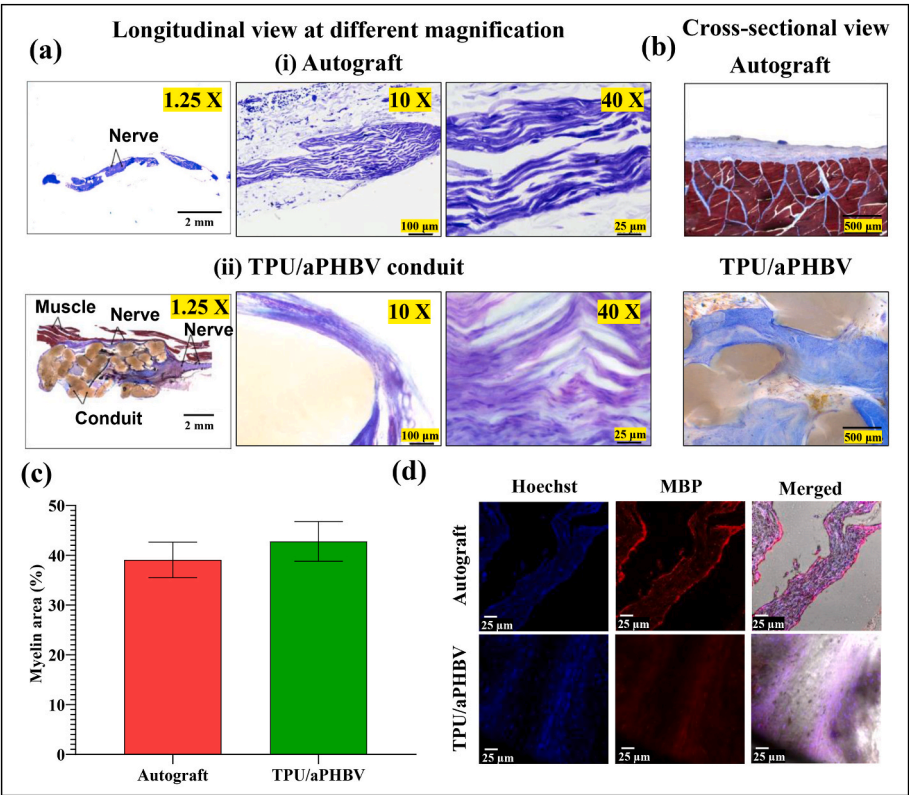 (a)
Longitudinal view at different magnification
(i) Autograft
1.25 X
Nerve
2 mm
10 X
100 µm
40 X
25 µm
(ii) TPU/aPHBV conduit
Muscle
Nerve
1.25 X
Nerve
Conduit
2 mm
10 X
100 µm
40 X
25 µm
(b)
Cross-sectional view
Autograft
500 µm
TPU/aPHBV
500 µm
(c)
Myelin area (%)
50
40
30
20
10
0
Autograft
TPU/aPHBV
(d)
Hoechst
MBP
Merged
Autograft
25 µm
25 µm
25 µm
TPU/aPHBV
25 µm
25 µm
25 µm